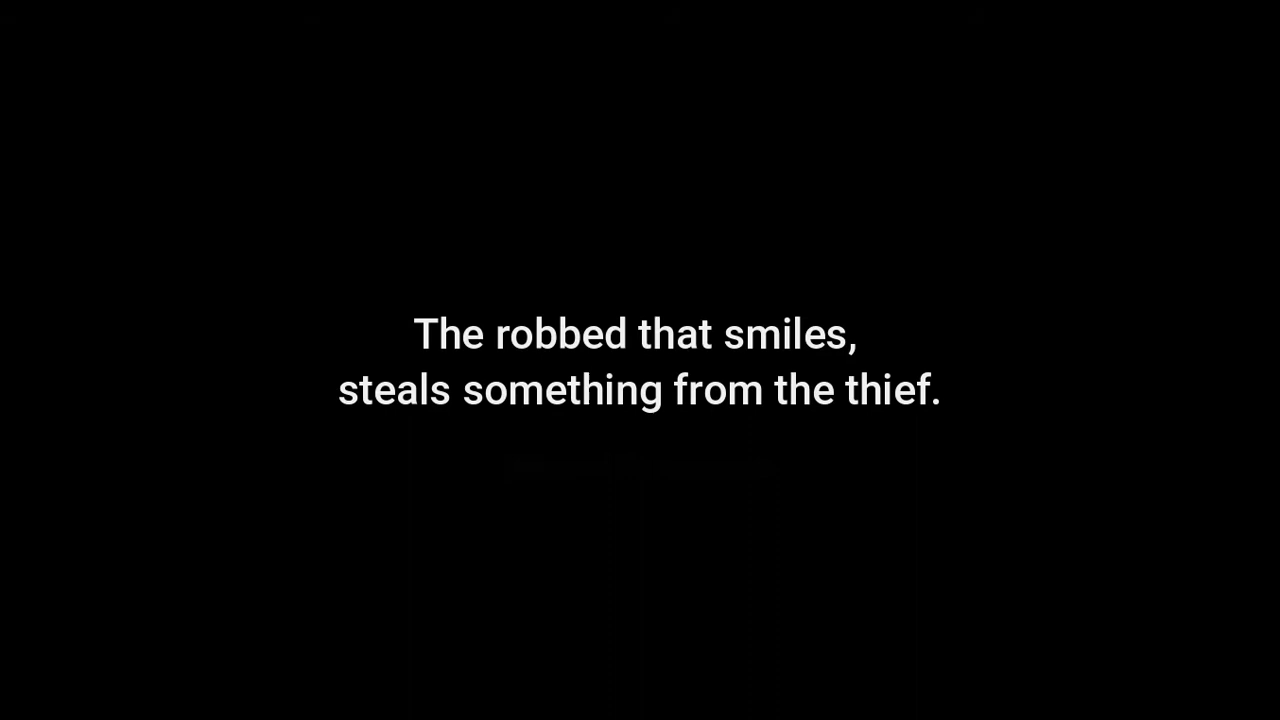 The robbed that smiles,
steals something from the thief.